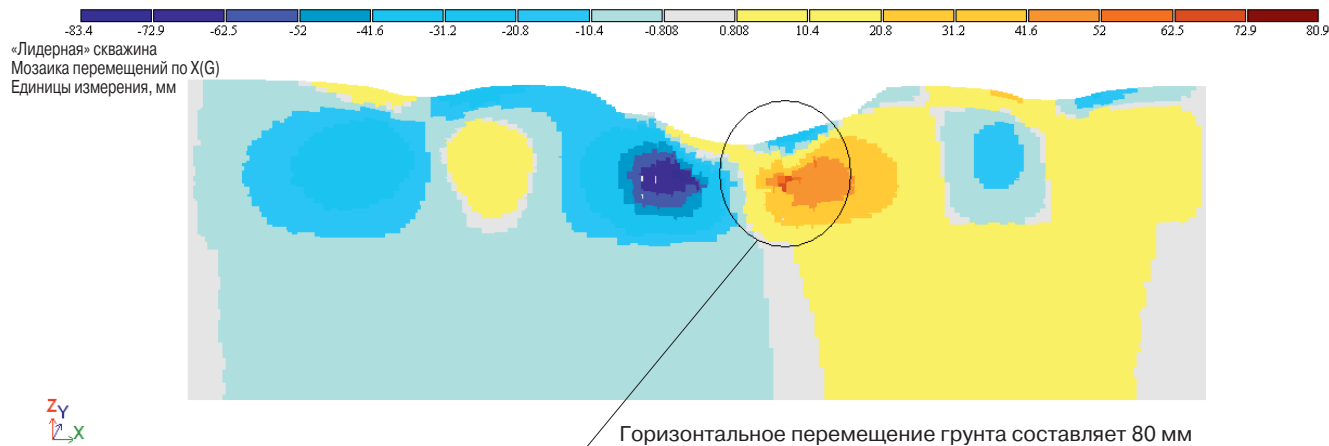 -83.4 -72.9 -62.5 -52 -41.6 -31.2 -20.8 -10.4 -0.808 0.808 10.4 20.8 31.2 41.6 52 62.5 72.9 80.9
«Лидерная» скважина
Мозаика перемещений по X(G)
Единицы измерения, мм
Z Y
X
Горизонтальное перемещение грунта составляет 80 мм